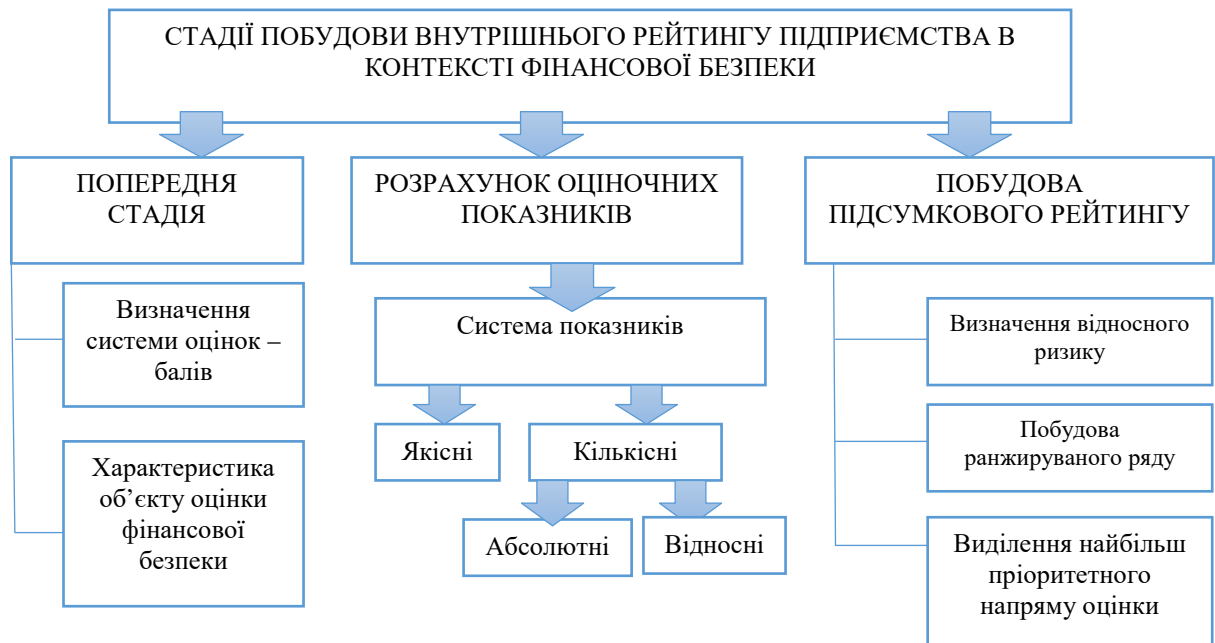 СТАДІЇ ПОБУДОВИ ВНУТРІШНЬОГО РЕЙТИНГУ ПІДПРИЄМСТВА В
КОНТЕКСТІ ФІНАНСОВОЇ БЕЗПЕКИ
ПОПЕРЕДНЯ
СТАДІЯ
Визначення
системи оцінок –
балів
Характеристика
об’єкту оцінки
фінансової
безпеки
РОЗРАХУНОК ОЦІНОЧНИХ
ПОКАЗНИКІВ
Система показників
Якісні
Кількісні
Абсолютні
Відносні
ПОБУДОВА
ПІДСУМКОВОГО РЕЙТИНГУ
Визначення відносного
ризику
Побудова
ранжируваного ряду
Виділення найбільш
пріоритетного
напряму оцінки